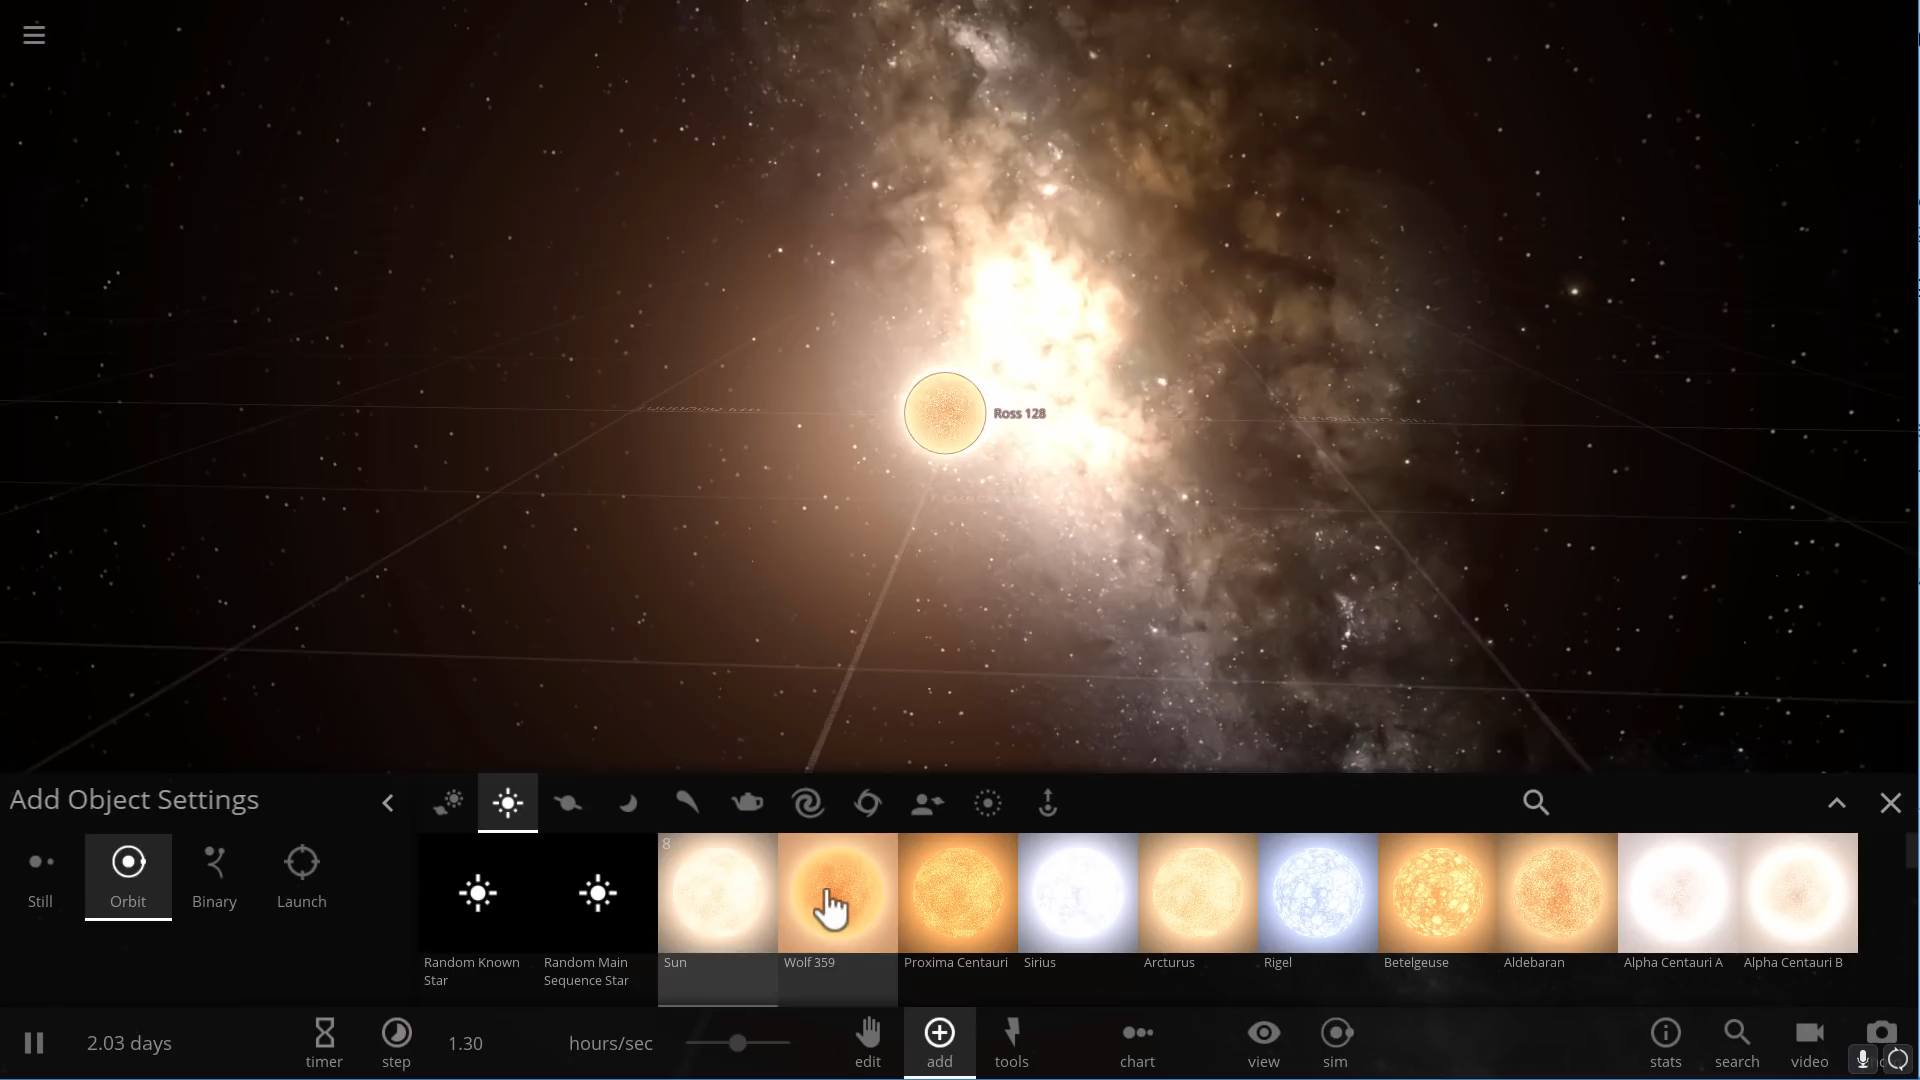 Ross 128
Add Object Settings
Still
Orbit
Binary
Launch
8
Random Known
Star
Random Main
Sequence Star
Sun
Wolf 359
Proxima Centauri
Sirius
Arcturus
Rigel
Betelgeuse
Aldebaran
Alpha Centauri A
Alpha Centauri B
2.03 days
timer
step
1.30
hours/sec
edit
add
tools
chart
view
sim
stats
search
video